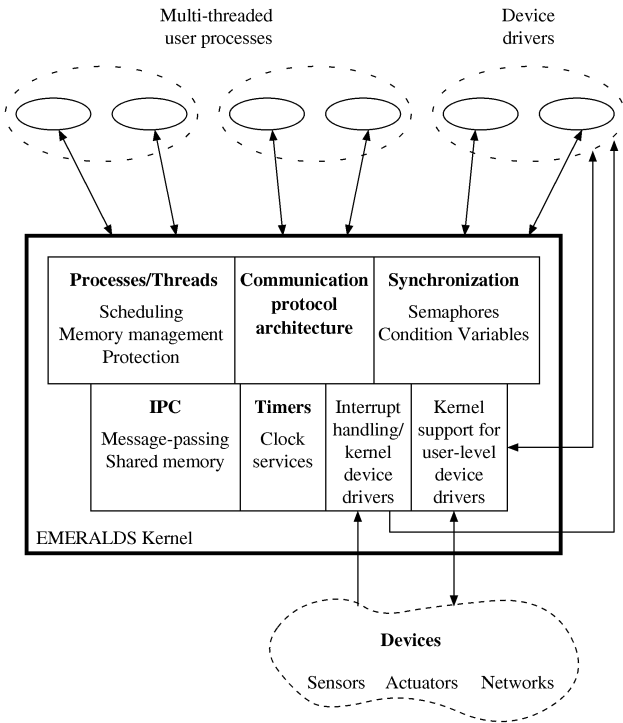 Multi-threaded
user processes
Device
drivers
Processes/Threads
Scheduling
Memory management
Protection
Communication
protocol
architecture
Synchronization
Semaphores
Condition Variables
IPC
Message-passing
Shared memory
Timers
Clock
services
Interrupt
handling/
kernel
device
drivers
Kernel
support for
user-level
device
drivers
EMERALDS Kernel
Devices
Sensors Actuators Networks